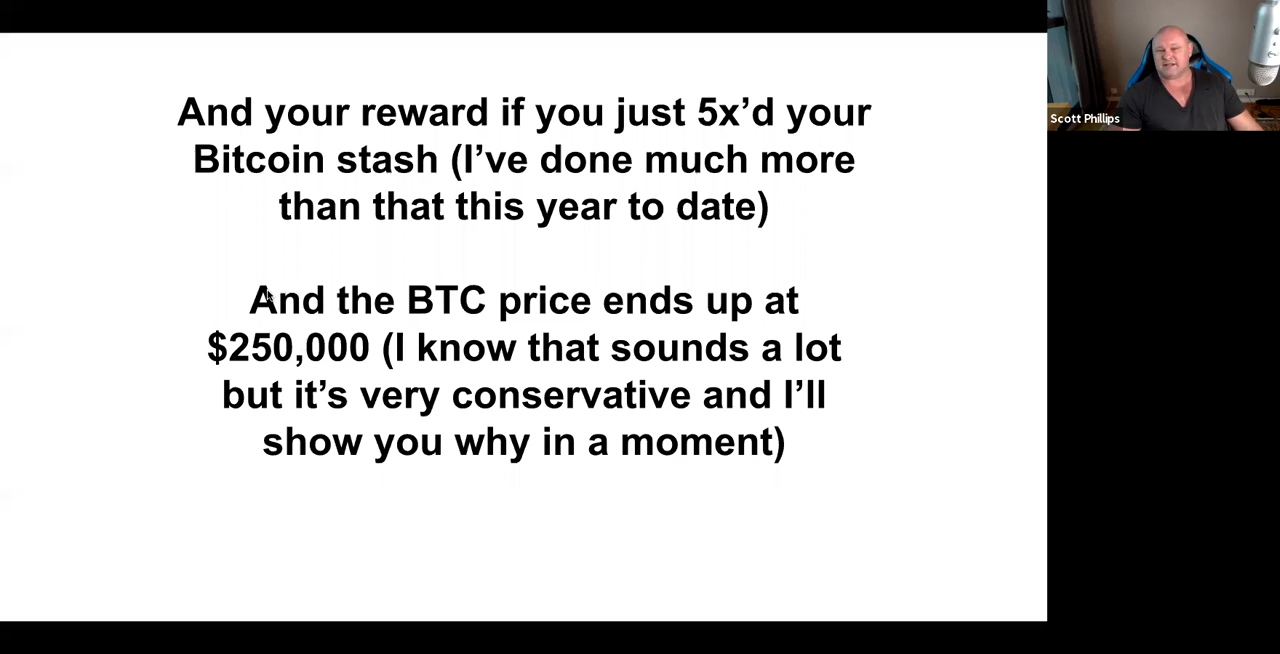 And your reward if you just 5x’d your
Bitcoin stash (I’ve done much more
than that this year to date)
And the BTC price ends up at
$250,000 (I know that sounds a lot
but it’s very conservative and I’ll
show you why in a moment)
Scott Phillips